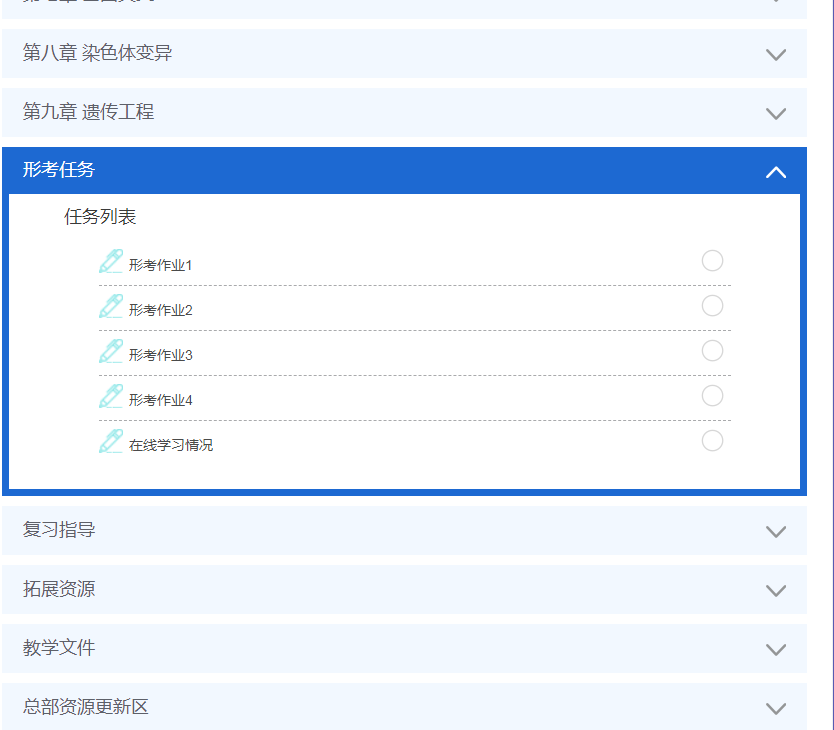 第八章 染色体变异
第九章 遗传工程
形考任务
任务列表
形考作业1
形考作业2
形考作业3
形考作业4
在线学习情况
复习指导
拓展资源
教学文件
总部资源更新区